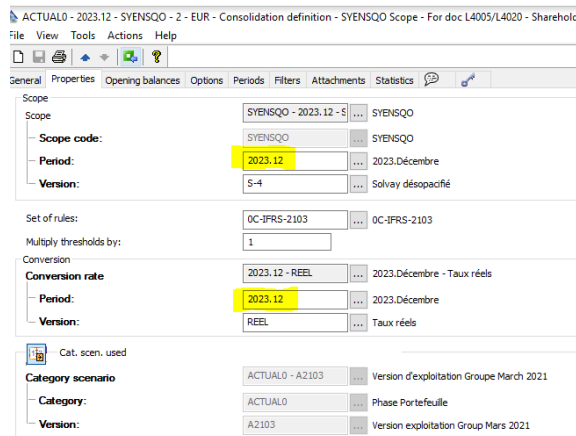 ACTUAL0 - 2023.12 - SYENSQO - 2 - EUR - Consolidation definition - SYENSQO Scope - For doc L4005/L4020 - Sharehold
File View Tools Actions Help
General Properties Opening balances Options Periods Filters Attachments Statistics
Scope
Scope SYENSQO - 2023.12 - S ... SYENSQO
Scope code: SYENSQO ... SYENSQO
Period: 2023.12 ... 2023.Décembre
Version: S-4 ... Solvay désopacifié
Set of rules: 0C-IFRS-2103 ... 0C-IFRS-2103
Multiply thresholds by: 1
Conversion
Conversion rate 2023.12 - REEL ... 2023.Décembre - Taux réels
Period: 2023.12 ... 2023.Décembre
Version: REEL ... Taux réels
Cat. scen. used
Category scenario ACTUAL0 - A2103 ... Version d'exploitation Groupe March 2021
Category: ACTUAL0 ... Phase Portefeuille
Version: A2103 ... Version exploitation Group Mars 2021